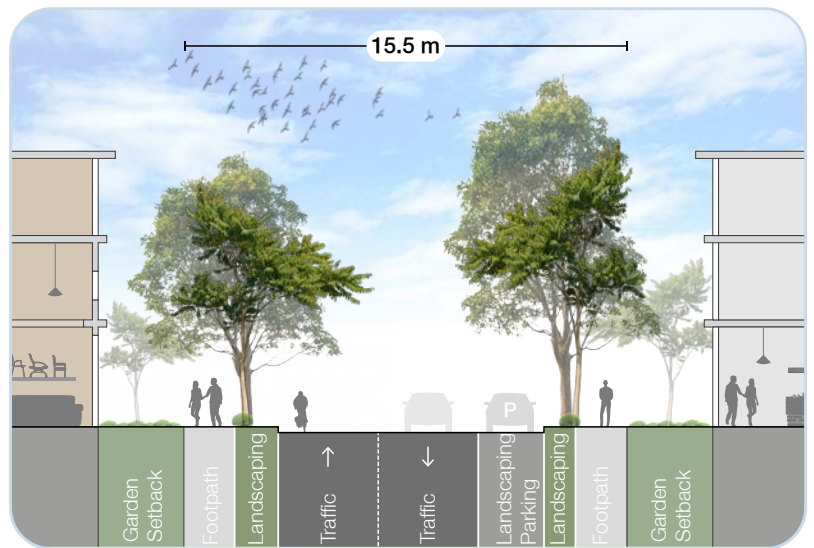 15.5 m
P
Garden
Setback
Footpath
Landscaping
Traffic
Traffic
Landscaping
Parking
Landscaping
Footpath
Garden
Setback